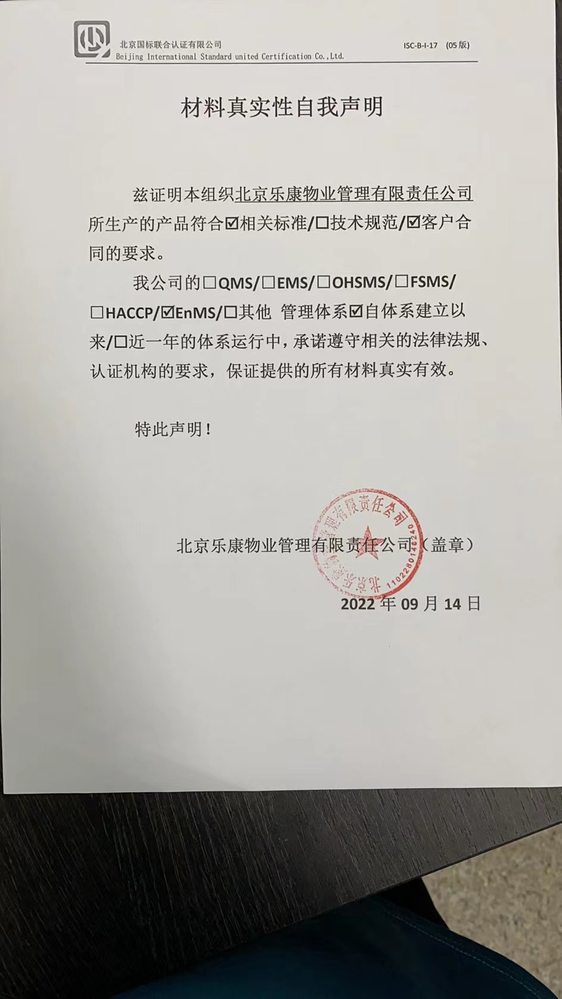 北京国标联合认证有限公司 ISC-B-I-17 (05版)
Beijing International Standard united Certification Co.,Ltd.
材料真实性自我声明
兹证明本组织北京乐康物业管理有限责任公司
所生产的产品符合☑相关标准/☐技术规范/☑客户合
同的要求。
我公司的☐QMS/☐EMS/☐OHSMS/☐FSMS/
☐HACCP/☑EnMS/☐其他 管理体系☑自体系建立以
来/☐近一年的体系运行中，承诺遵守相关的法律法规、
认证机构的要求，保证提供的所有材料真实有效。
特此声明！
北京乐康物业管理有限责任公司（盖章）
北京乐康物业管理有限责任公司
1102280146240
2022 年 09 月 14 日